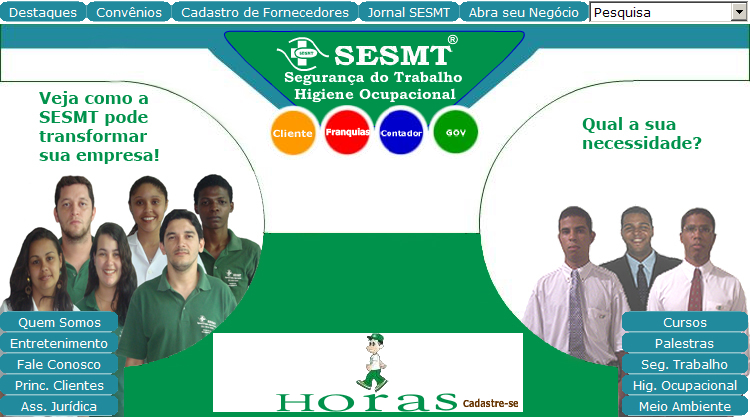 Destaques
Convênios
Cadastro de Fornecedores
Jornal SESMT
Abra seu Negócio
Pesquisa
SESMT
SESMT®
Segurança do Trabalho
Higiene Ocupacional
Cliente
Franquias
Contador
GOV
Veja como a
SESMT pode
transformar
sua empresa!
Qual a sua
necessidade?
Quem Somos
Entretenimento
Fale Conosco
Princ. Clientes
Ass. Jurídica
Cursos
Palestras
Seg. Trabalho
Hig. Ocupacional
Meio Ambiente
Horas
Cadastre-se